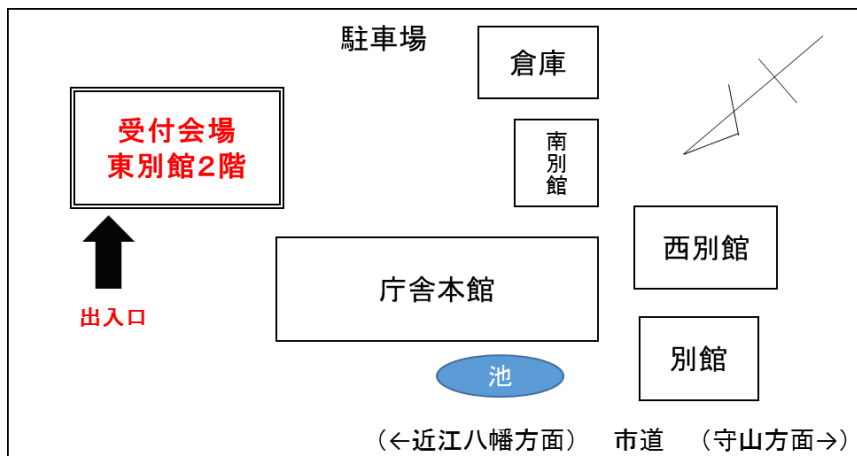 駐車場
倉庫
受付会場
東別館２階
南別館
西別館
庁舎本館
出入口
別館
池
（←近江八幡方面）　市道　（守山方面→）